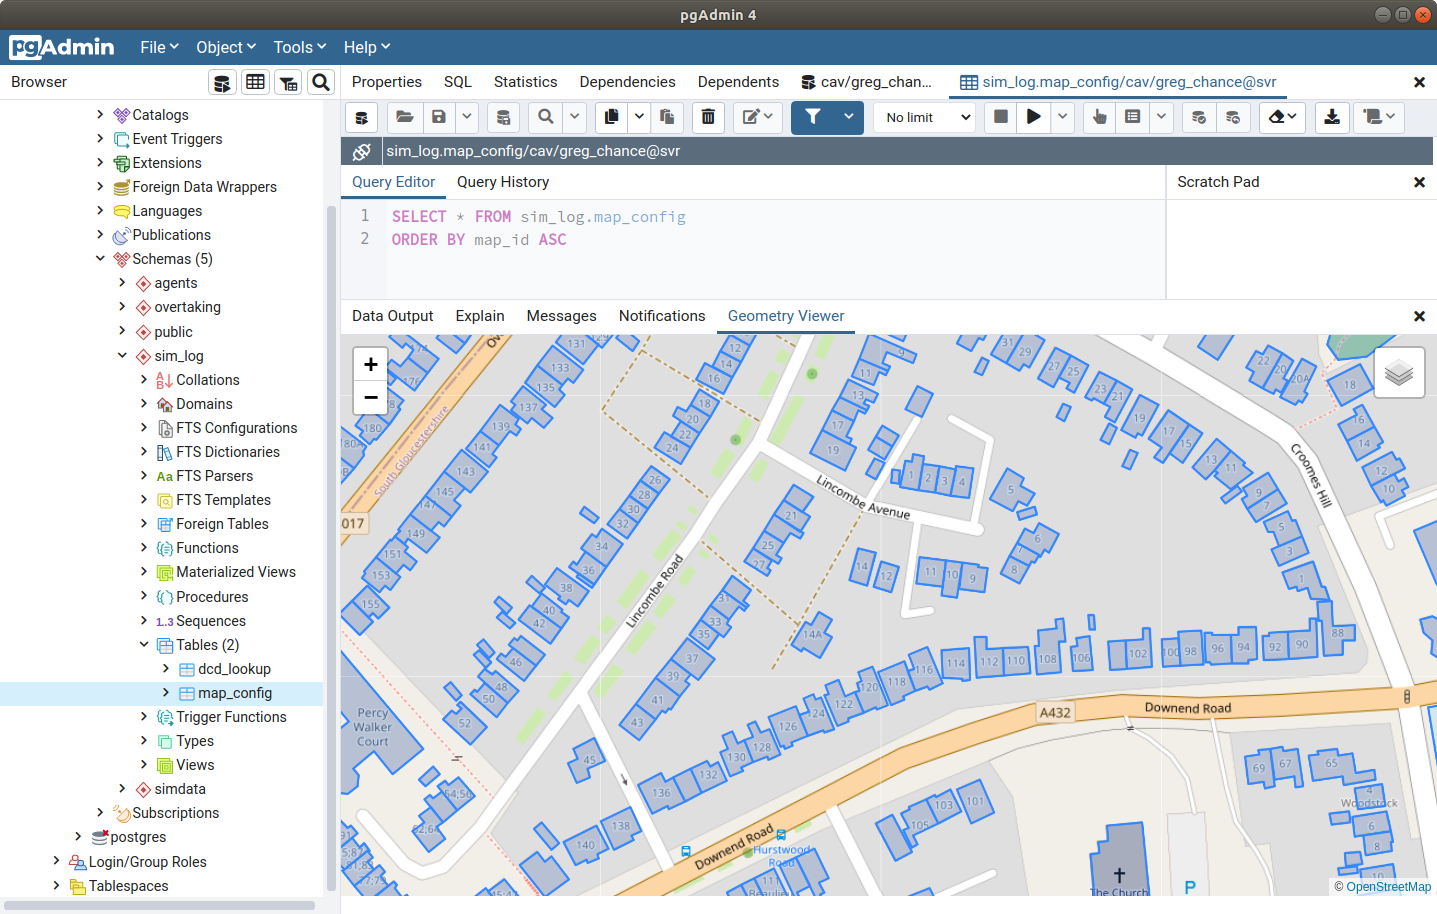 pgAdmin 4
pgAdmin File Object Tools Help
Browser
Properties SQL Statistics Dependencies Dependents cav/greg_chan... sim_log.map_config/cav/greg_chance@svr
No limit
sim_log.map_config/cav/greg_chance@svr
Query Editor Query History
Scratch Pad
1 SELECT * FROM sim_log.map_config
2 ORDER BY map_id ASC
Data Output Explain Messages Notifications Geometry Viewer
Catalogs
Event Triggers
Extensions
Foreign Data Wrappers
Languages
Publications
Schemas (5)
agents
overtaking
public
sim_log
Collations
Domains
FTS Configurations
FTS Dictionaries
Aa FTS Parsers
FTS Templates
Foreign Tables
Functions
Materialized Views
Procedures
1..3 Sequences
Tables (2)
dcd_lookup
map_config
Trigger Functions
Types
Views
simdata
Subscriptions
postgres
Login/Group Roles
Tablespaces
+
−
South Gloucestershire
017
Lincombe Road
Lincombe Avenue
Croomes Hill
A432
Downend Road
Downend Road
Percy
Walker
Court
Hurstwood
Road
Woodstock
The Church
P
131
133
135
137
139
141
143
145
147
149
151
153
155
180
12
14
16
18
20
22
24
26
28
30
32
34
36
38
40
42
46
48
50
52
54;56
62;64
9
11
13
17
19
21
25
27
31
33
35
37
39
41
43
45
1
2
3
4
5
6
7
8
14
12
11
10
9
14A
31
29
27
25
23
21
19
17
15
13
11
9
7
5
3
1
22
20
20A
18
16
14
12
10
88
90
92
94
96
98
100
102
106
108
110
112
114
116
118
120
122
124
126
128
130
132
136
138
140
101
103
105
111
69
67
65
4
6
8
10
© OpenStreetMap